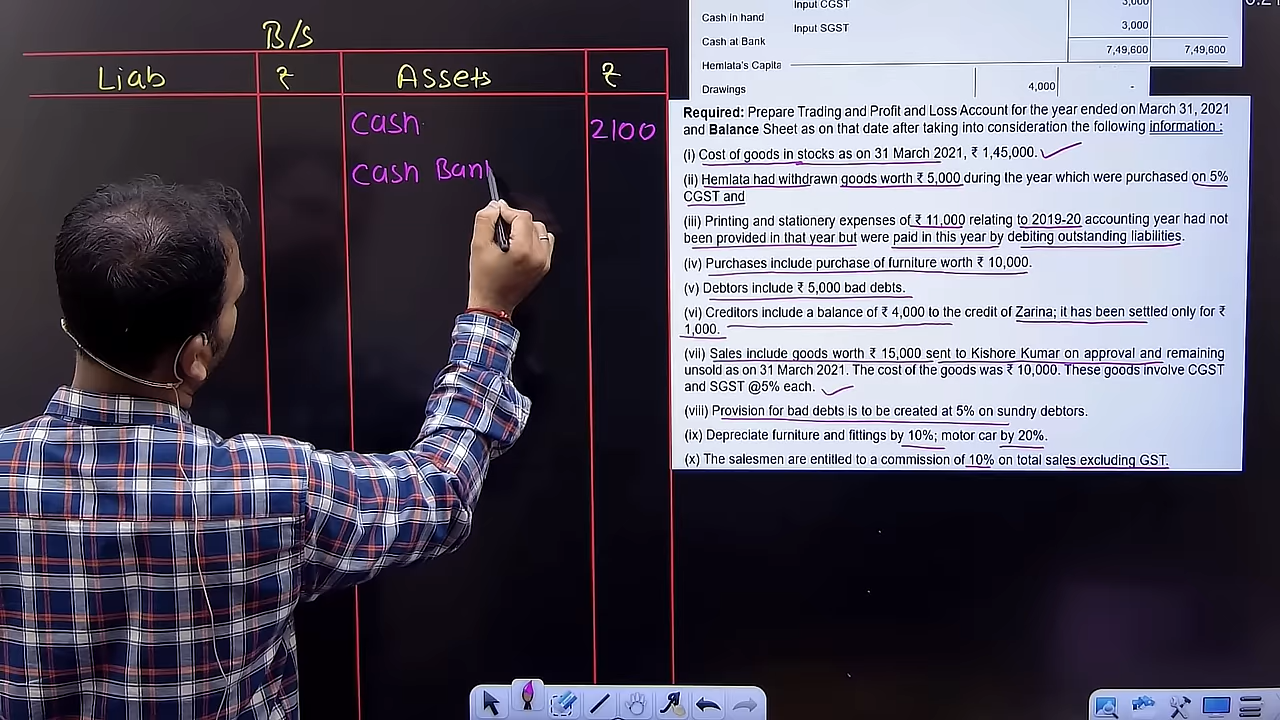 B/S
Liab ₹ Assets ₹
Cash 2100
Cash Bank
Input CGST 3,000
Cash in hand
Input SGST 3,000
Cash at Bank
7,49,600 7,49,600
Hemlata's Capita
Drawings 4,000 -
Required: Prepare Trading and Profit and Loss Account for the year ended on March 31, 2021
and Balance Sheet as on that date after taking into consideration the following information :
(i) Cost of goods in stocks as on 31 March 2021, ₹ 1,45,000.
(ii) Hemlata had withdrawn goods worth ₹ 5,000 during the year which were purchased on 5%
CGST and
(iii) Printing and stationery expenses of ₹ 11,000 relating to 2019-20 accounting year had not
been provided in that year but were paid in this year by debiting outstanding liabilities.
(iv) Purchases include purchase of furniture worth ₹ 10,000.
(v) Debtors include ₹ 5,000 bad debts.
(vi) Creditors include a balance of ₹ 4,000 to the credit of Zarina; it has been settled only for ₹
1,000.
(vii) Sales include goods worth ₹ 15,000 sent to Kishore Kumar on approval and remaining
unsold as on 31 March 2021. The cost of the goods was ₹ 10,000. These goods involve CGST
and SGST @5% each.
(viii) Provision for bad debts is to be created at 5% on sundry debtors.
(ix) Depreciate furniture and fittings by 10%; motor car by 20%.
(x) The salesmen are entitled to a commission of 10% on total sales excluding GST.